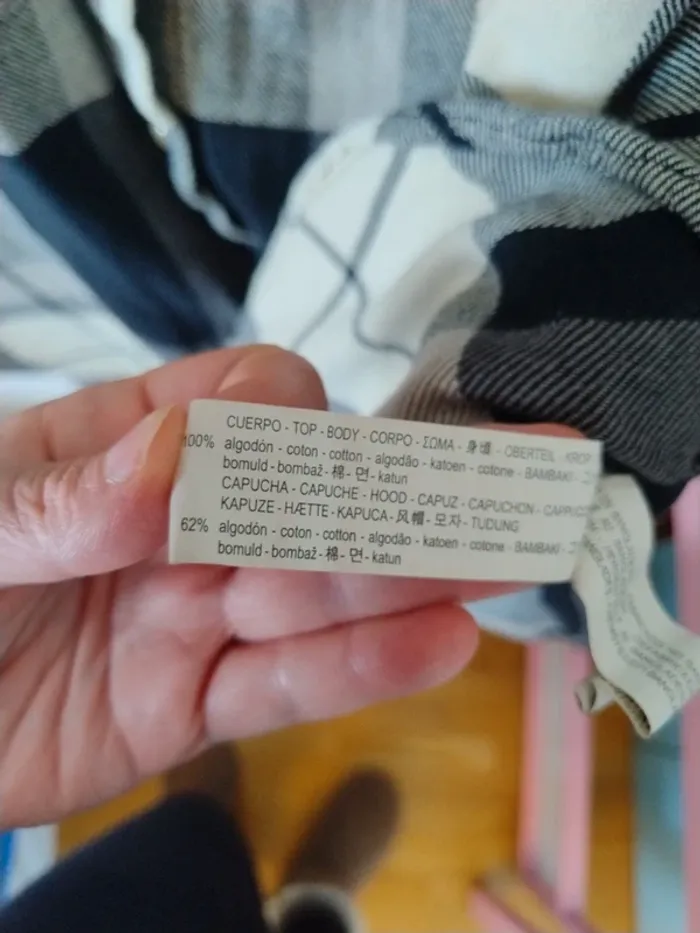 CUERPO - TOP - BODY - CORPO - ΣΩΜΑ - 身頃 - OBERTEIL - KROP
100% algodón - coton - cotton - algodão - katoen - cotone - BAMBAKI -
bomuld - bombaž - 棉 - 면 - katun
CAPUCHA - CAPUCHE - HOOD - CAPUZ - CAPUCHON - CAPPUCC
KAPUZE - HÆTTE - KAPUCA - 风帽 - 모자 - TUDUNG
62% algodón - coton - cotton - algodão - katoen - cotone - BAMBAKI -
bomuld - bombaž - 棉 - 면 - katun